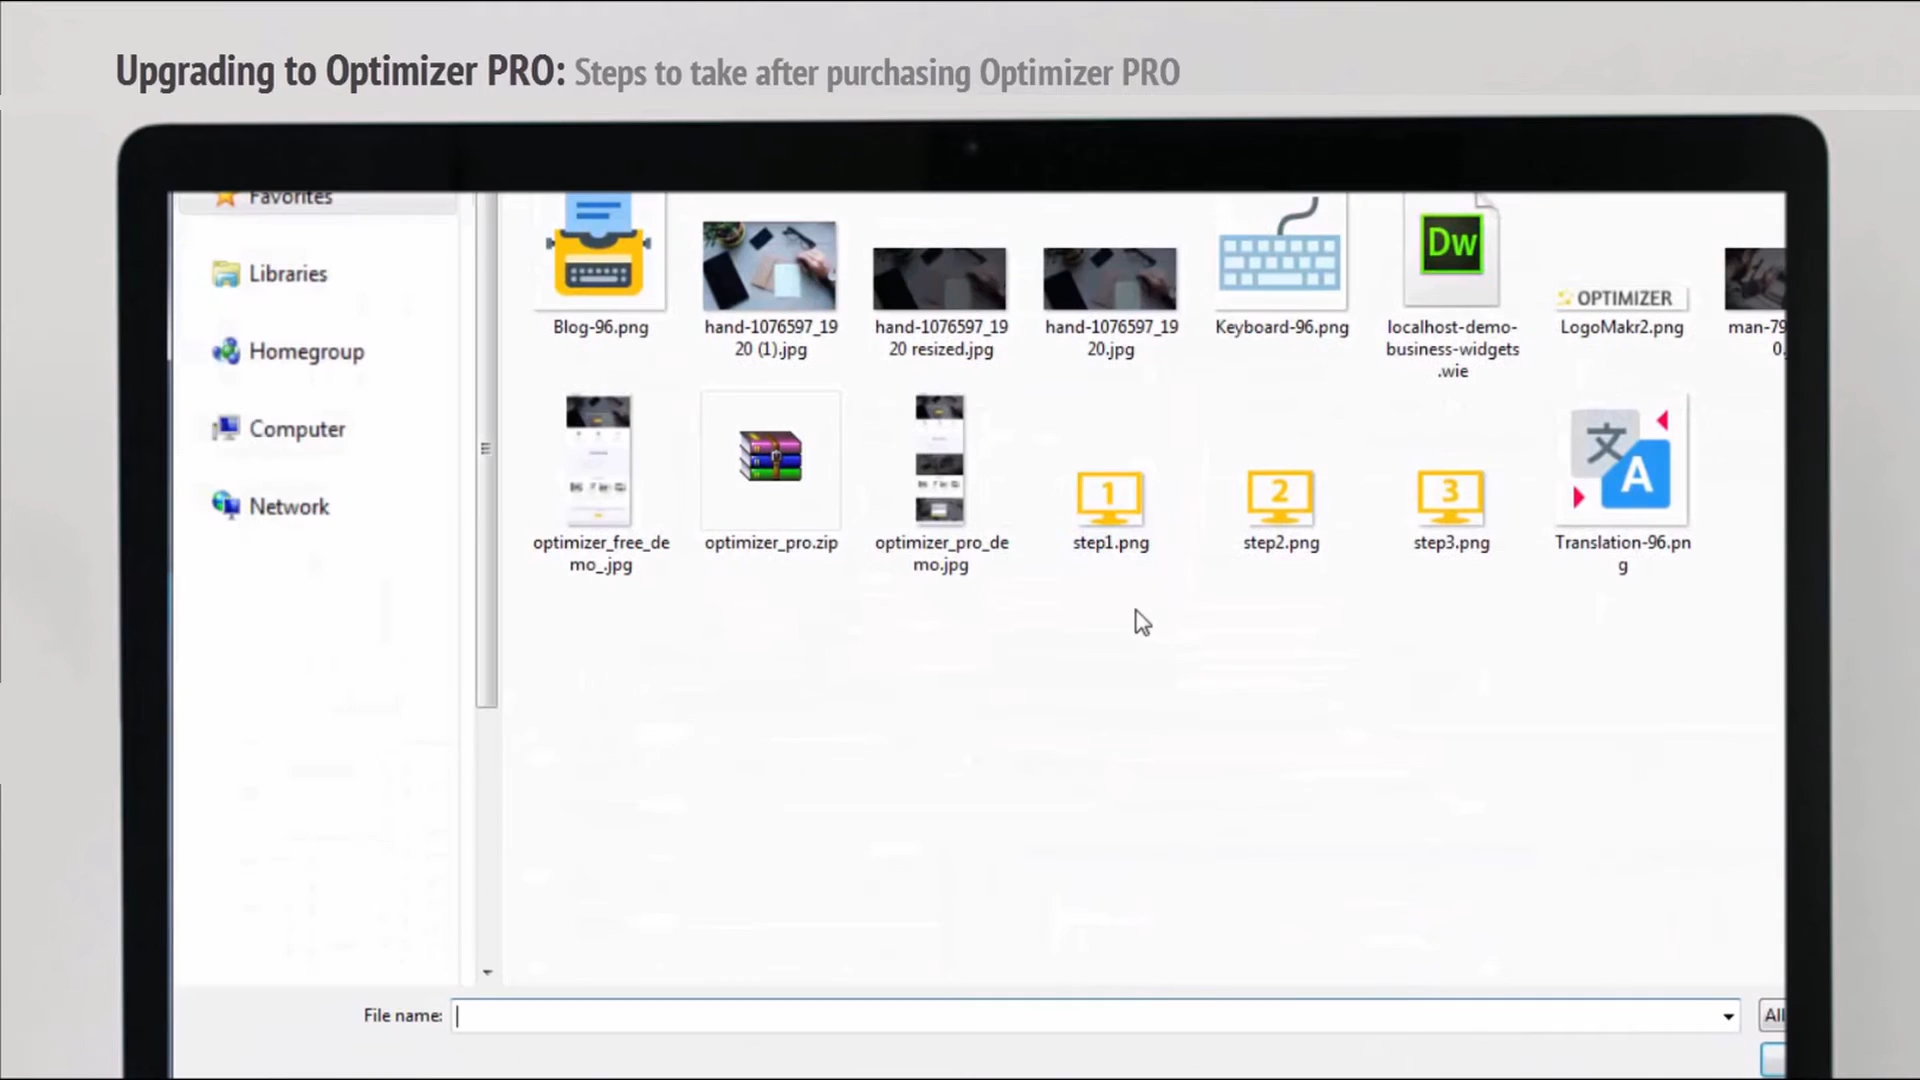 Upgrading to Optimizer PRO: Steps to take after purchasing Optimizer PRO
Favorites
Libraries
Homegroup
Computer
Network
Blog-96.png
hand-1076597_19
20 (1).jpg
hand-1076597_19
20 resized.jpg
hand-1076597_19
20.jpg
Keyboard-96.png
Dw
localhost-demo-
business-widgets
.wie
OPTIMIZER
LogoMakr2.png
man-79
0.
optimizer_free_de
mo_.jpg
optimizer_pro.zip
optimizer_pro_de
mo.jpg
1
step1.png
2
step2.png
3
step3.png
文
A
Translation-96.pn
g
File name:
All